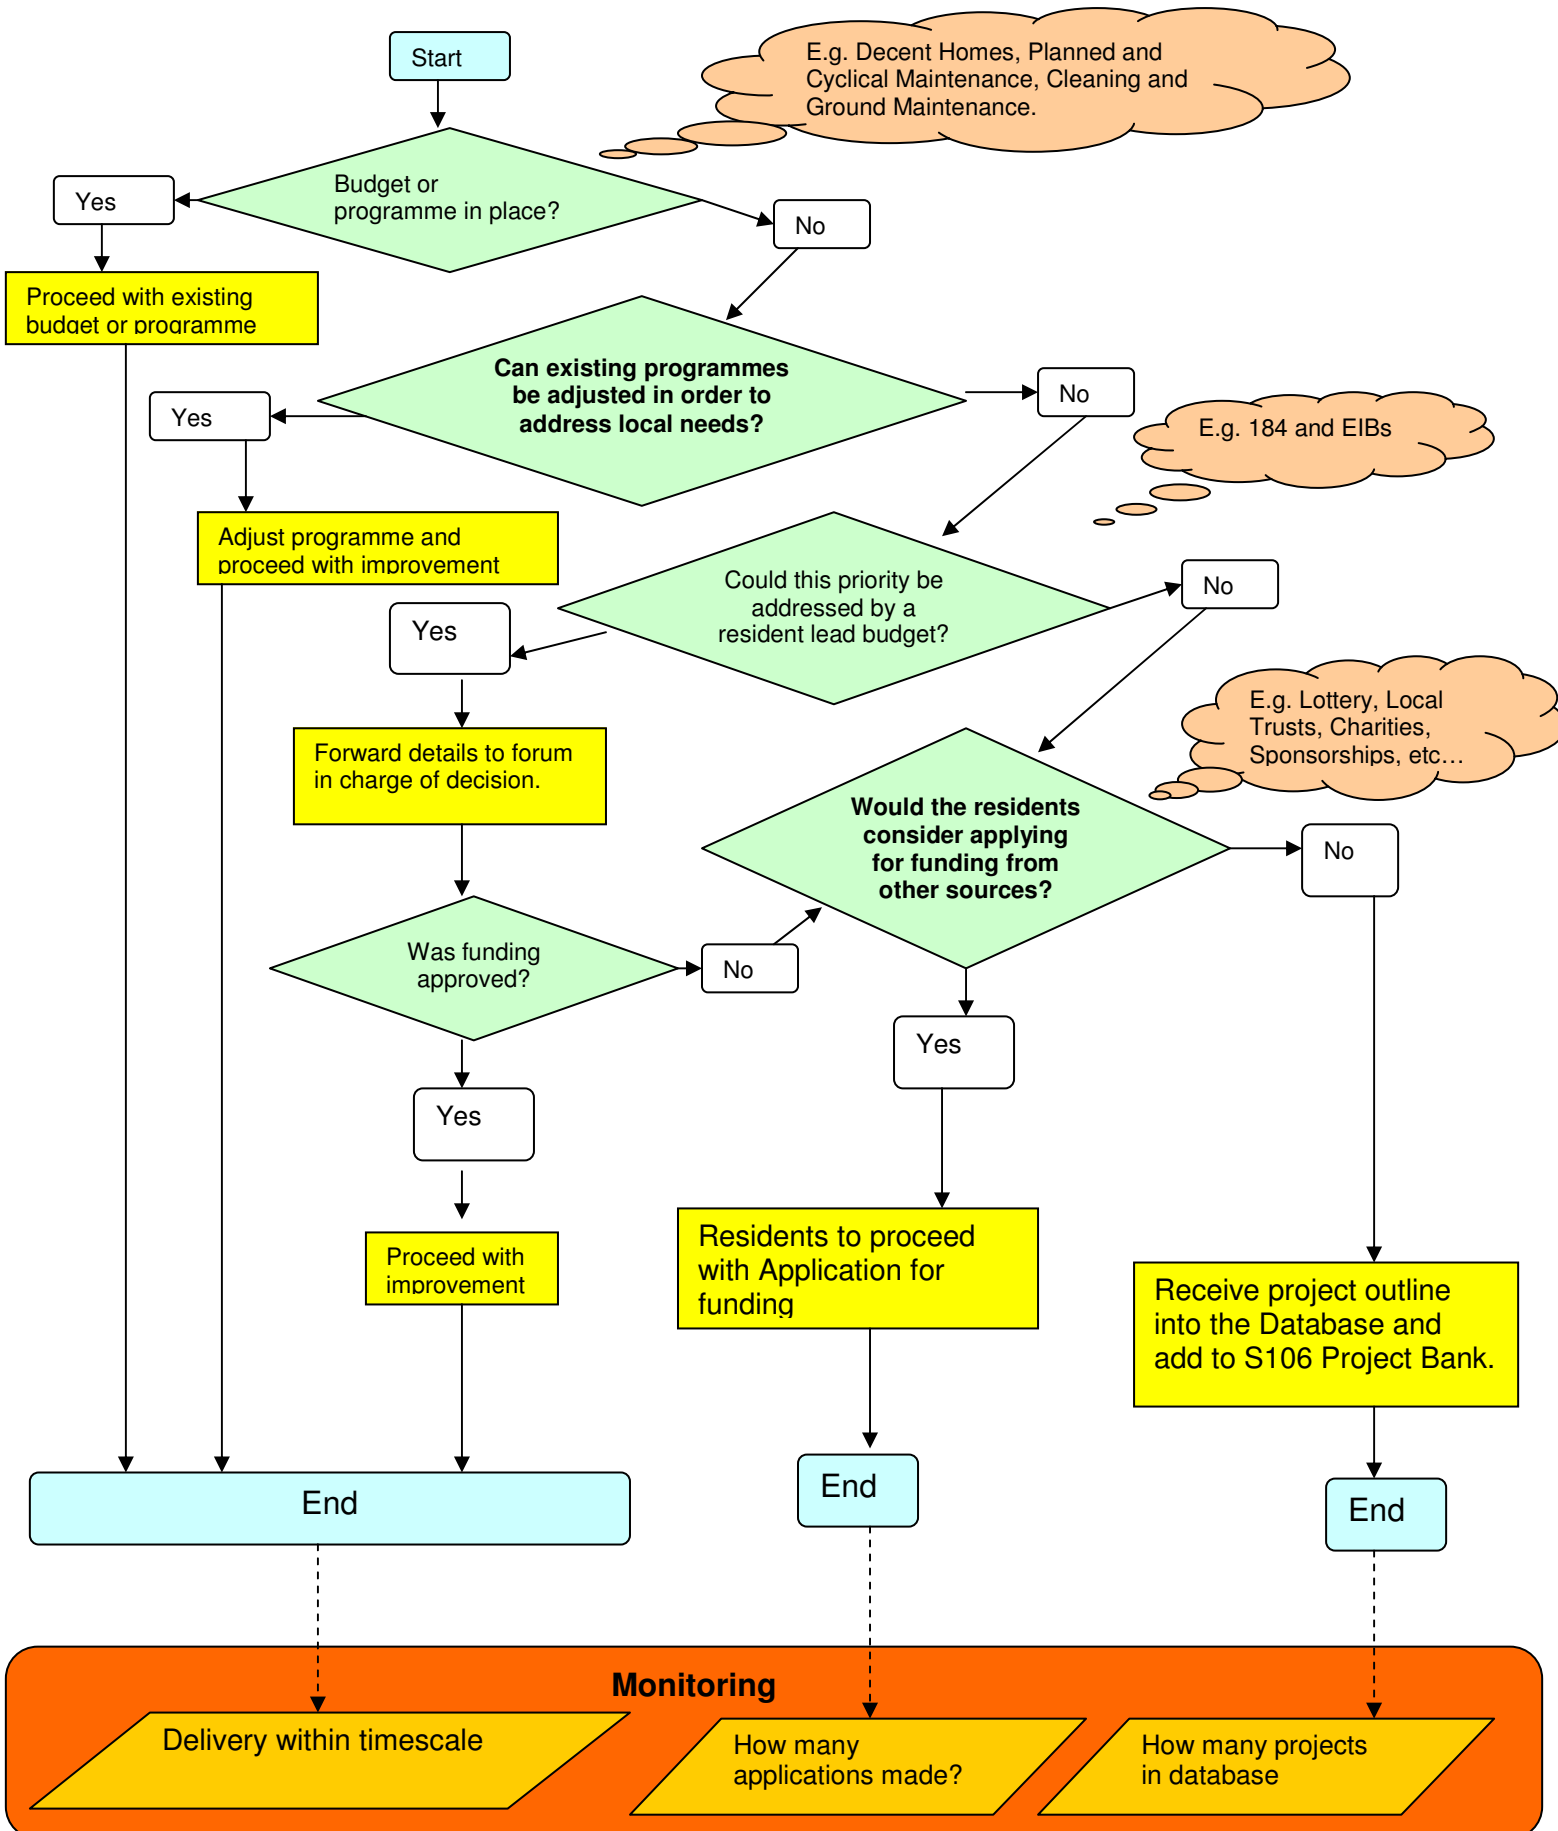 Start
E.g. Decent Homes, Planned and
Cyclical Maintenance, Cleaning and
Ground Maintenance.
Budget or
programme in place?
Yes
No
Proceed with existing
budget or programme
Can existing programmes
be adjusted in order to
address local needs?
Yes
No
E.g. 184 and EIBs
Adjust programme and
proceed with improvement
Could this priority be
addressed by a
resident lead budget?
No
Yes
E.g. Lottery, Local
Trusts, Charities,
Sponsorships, etc…
Forward details to forum
in charge of decision.
Would the residents
consider applying
for funding from
other sources?
No
Was funding
approved?
No
Yes
Yes
Proceed with
improvement
Residents to proceed
with Application for
funding
Receive project outline
into the Database and
add to S106 Project Bank.
End
End
End
Monitoring
Delivery within timescale
How many
applications made?
How many projects
in database